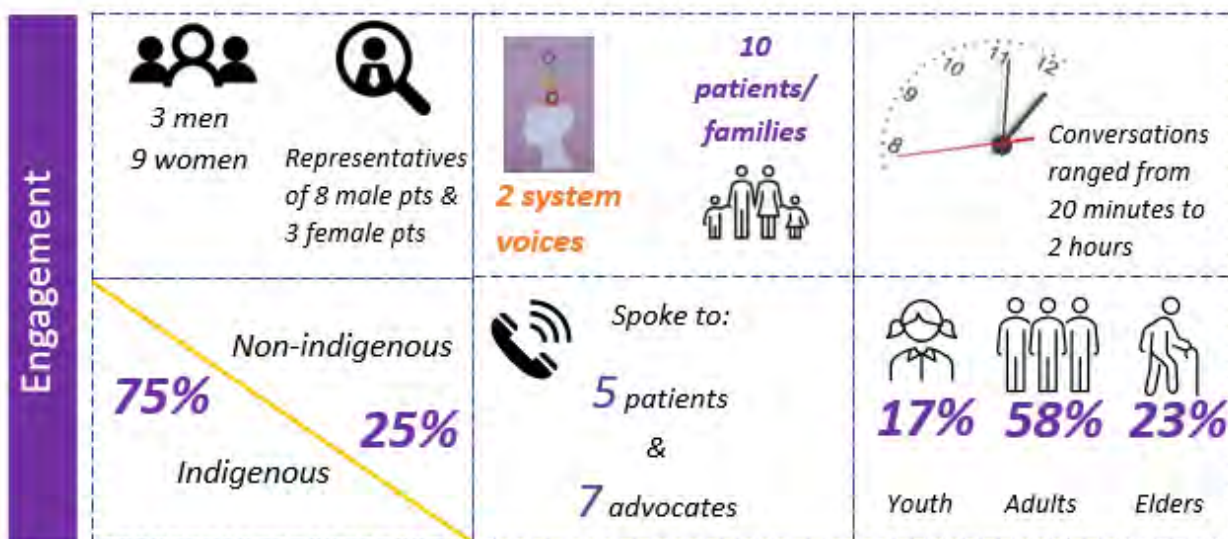 Engagement
3 men
9 women
Representatives
of 8 male pts &
3 female pts
2 system
voices
10
patients/
families
8
9
10
11
12
Conversations
ranged from
20 minutes to
2 hours
Non-indigenous
75%
25%
Indigenous
Spoke to:
5 patients
&
7 advocates
17% 58% 23%
Youth Adults Elders